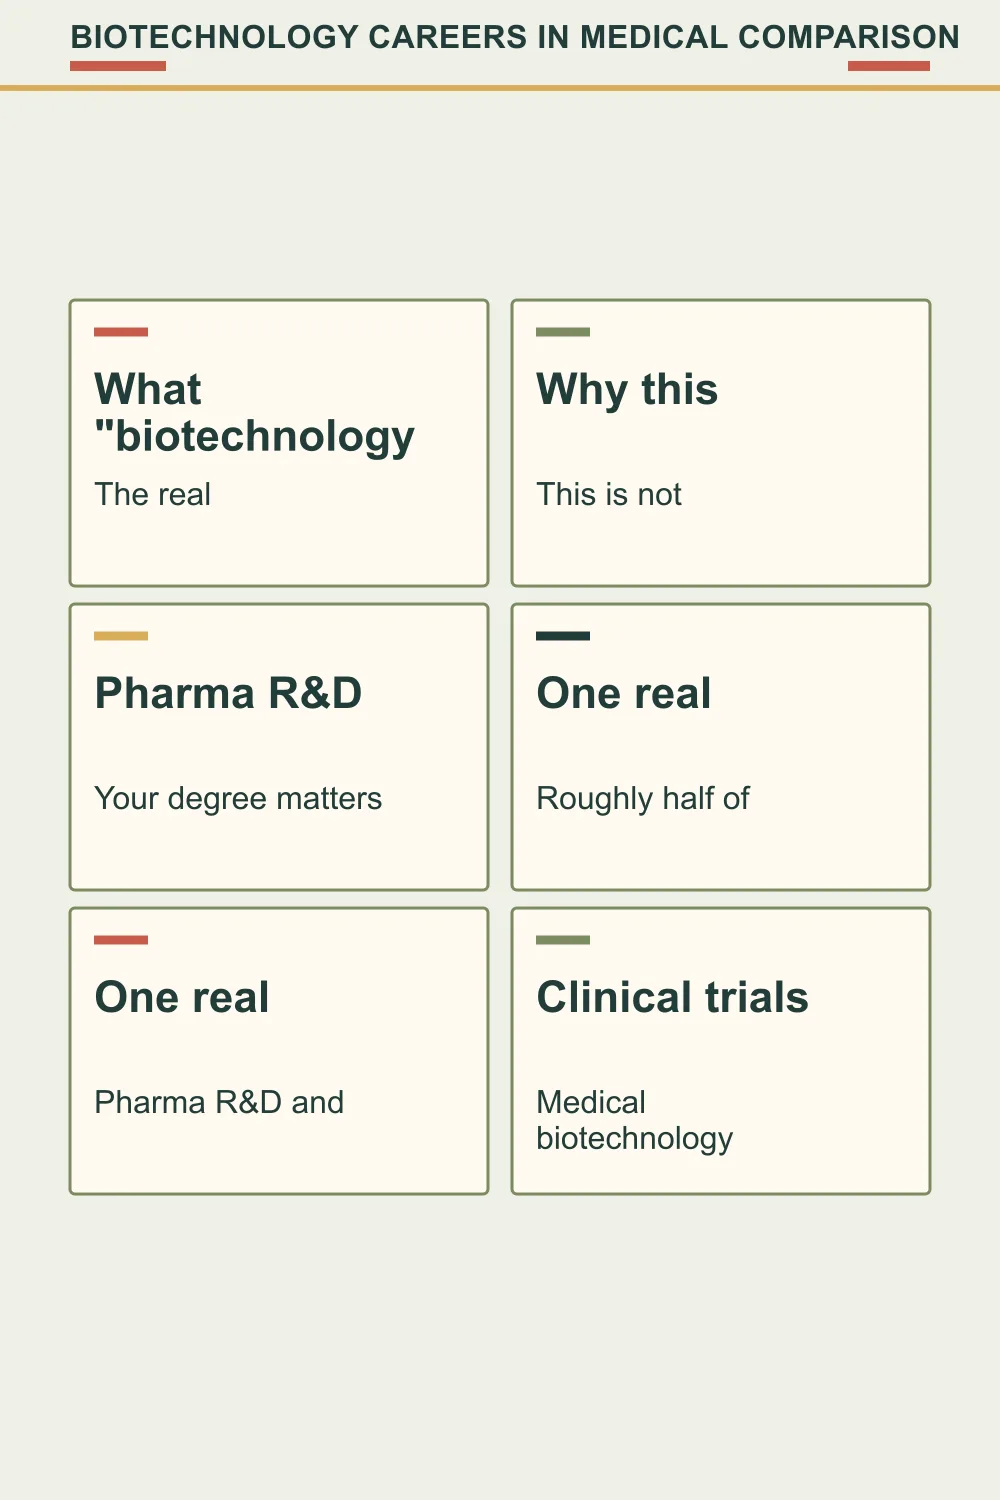 BIOTECHNOLOGY CAREERS IN MEDICAL COMPARISON
What
"biotechnology
The real
Why this
This is not
Pharma R&D
Your degree matters
One real
Roughly half of
One real
Pharma R&D and
Clinical trials
Medical
biotechnology